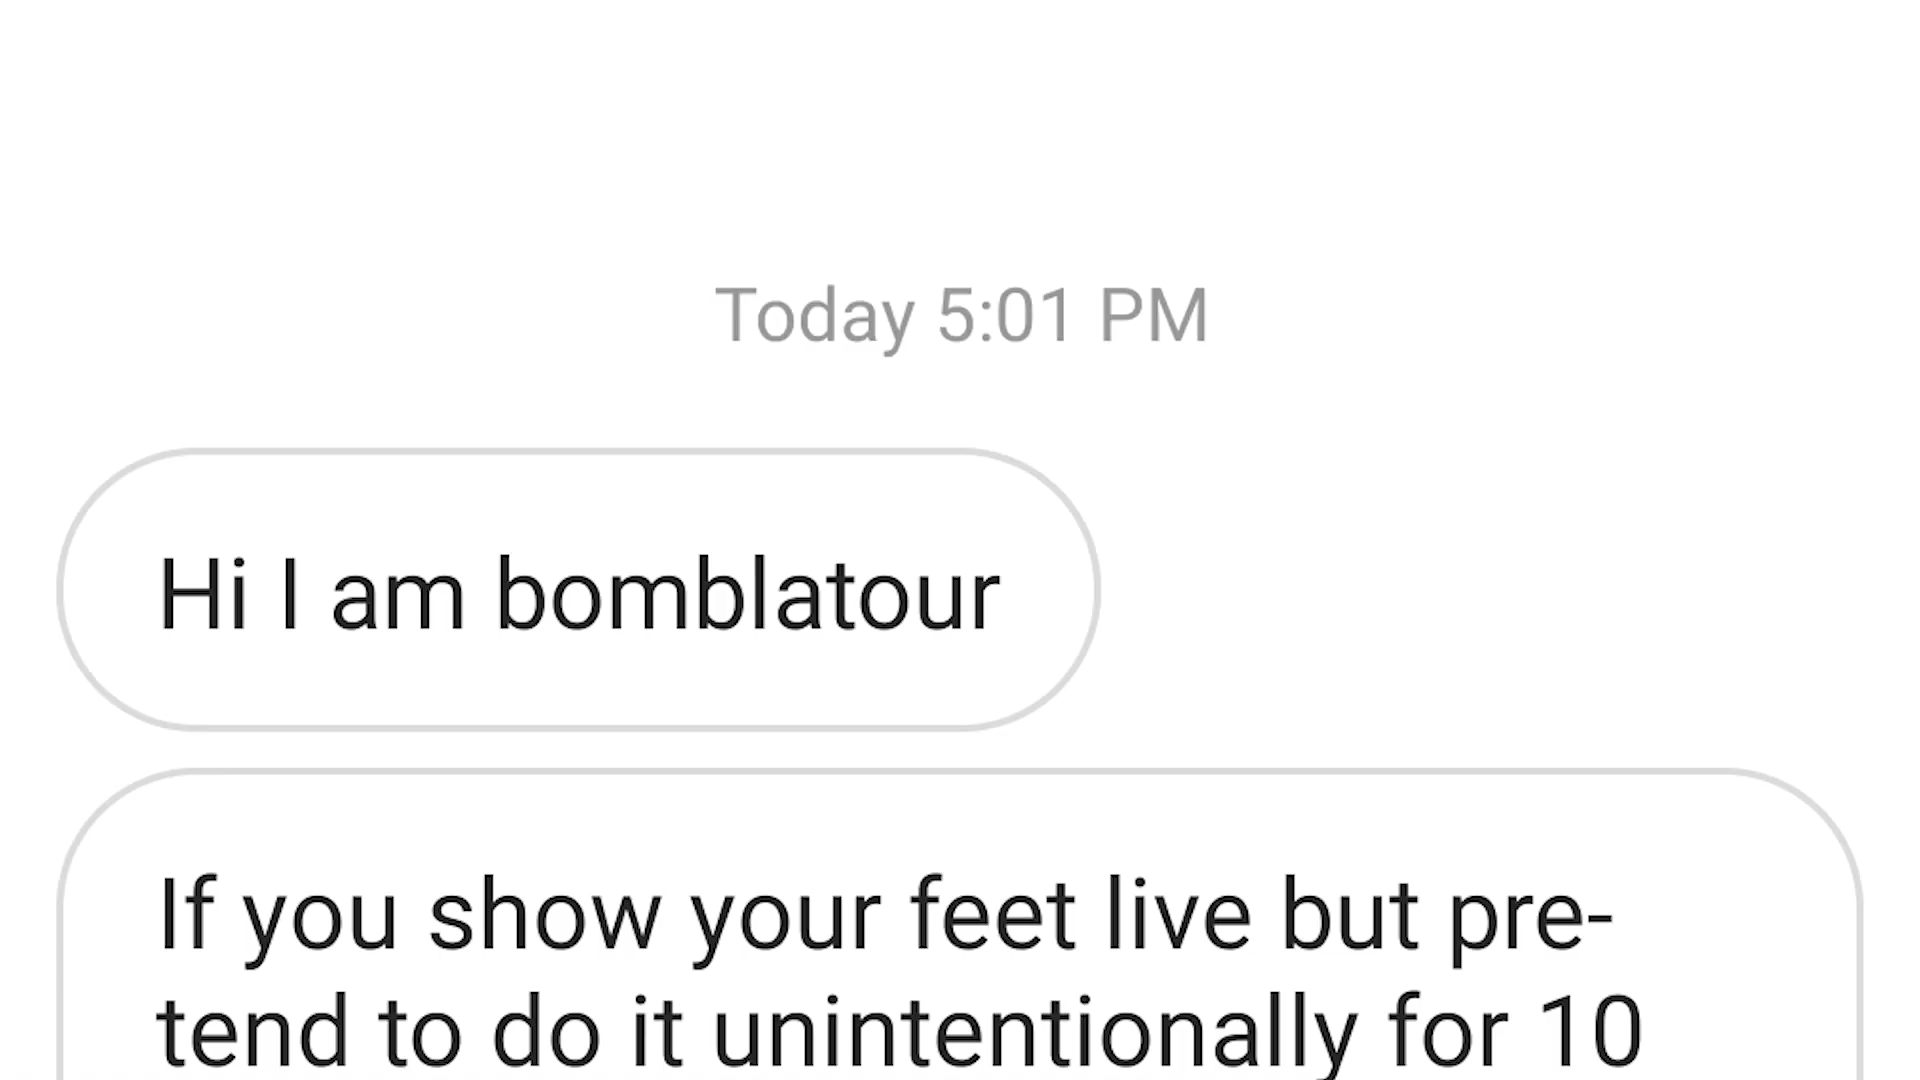 Today 5:01 PM
Hi I am bomblatour
If you show your feet live but pre-
tend to do it unintentionally for 10